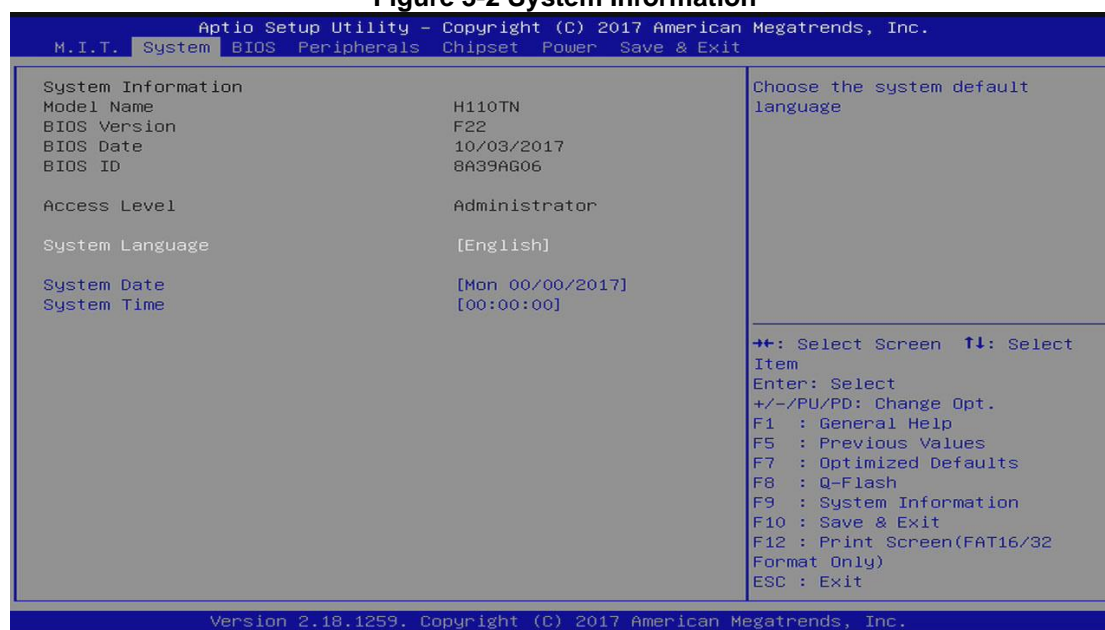 Figure 3-2 System Information
Aptio Setup Utility – Copyright (C) 2017 American Megatrends, Inc.
M.I.T. System BIOS Peripherals Chipset Power Save & Exit
System Information
Model Name H110TN
BIOS Version F22
BIOS Date 10/03/2017
BIOS ID 8A39AG06
Access Level Administrator
System Language [English]
System Date [Mon 00/00/2017]
System Time [00:00:00]
Choose the system default
language
→←: Select Screen ↑↓: Select
Item
Enter: Select
+/-/PU/PD: Change Opt.
F1 : General Help
F5 : Previous Values
F7 : Optimized Defaults
F8 : Q-Flash
F9 : System Information
F10 : Save & Exit
F12 : Print Screen(FAT16/32
Format Only)
ESC : Exit
Version 2.18.1259. Copyright (C) 2017 American Megatrends, Inc.